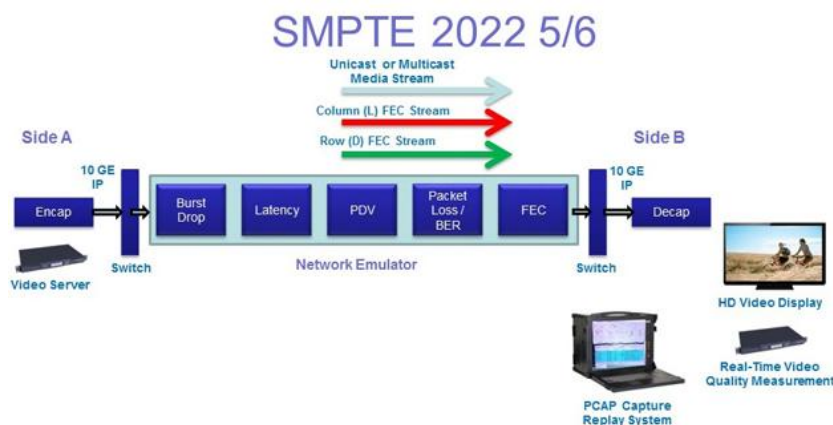 SMPTE 2022 5/6
Unicast or Multicast
Media Stream
Column (L) FEC Stream
Row (D) FEC Stream
Side A
Side B
10 GE
IP
10 GE
IP
Encap
Burst
Drop
Latency
PDV
Packet
Loss /
BER
FEC
Decap
Switch
Network Emulator
Switch
Video Server
HD Video Display
Real-Time Video
Quality Measurement
PCAP Capture
Replay System